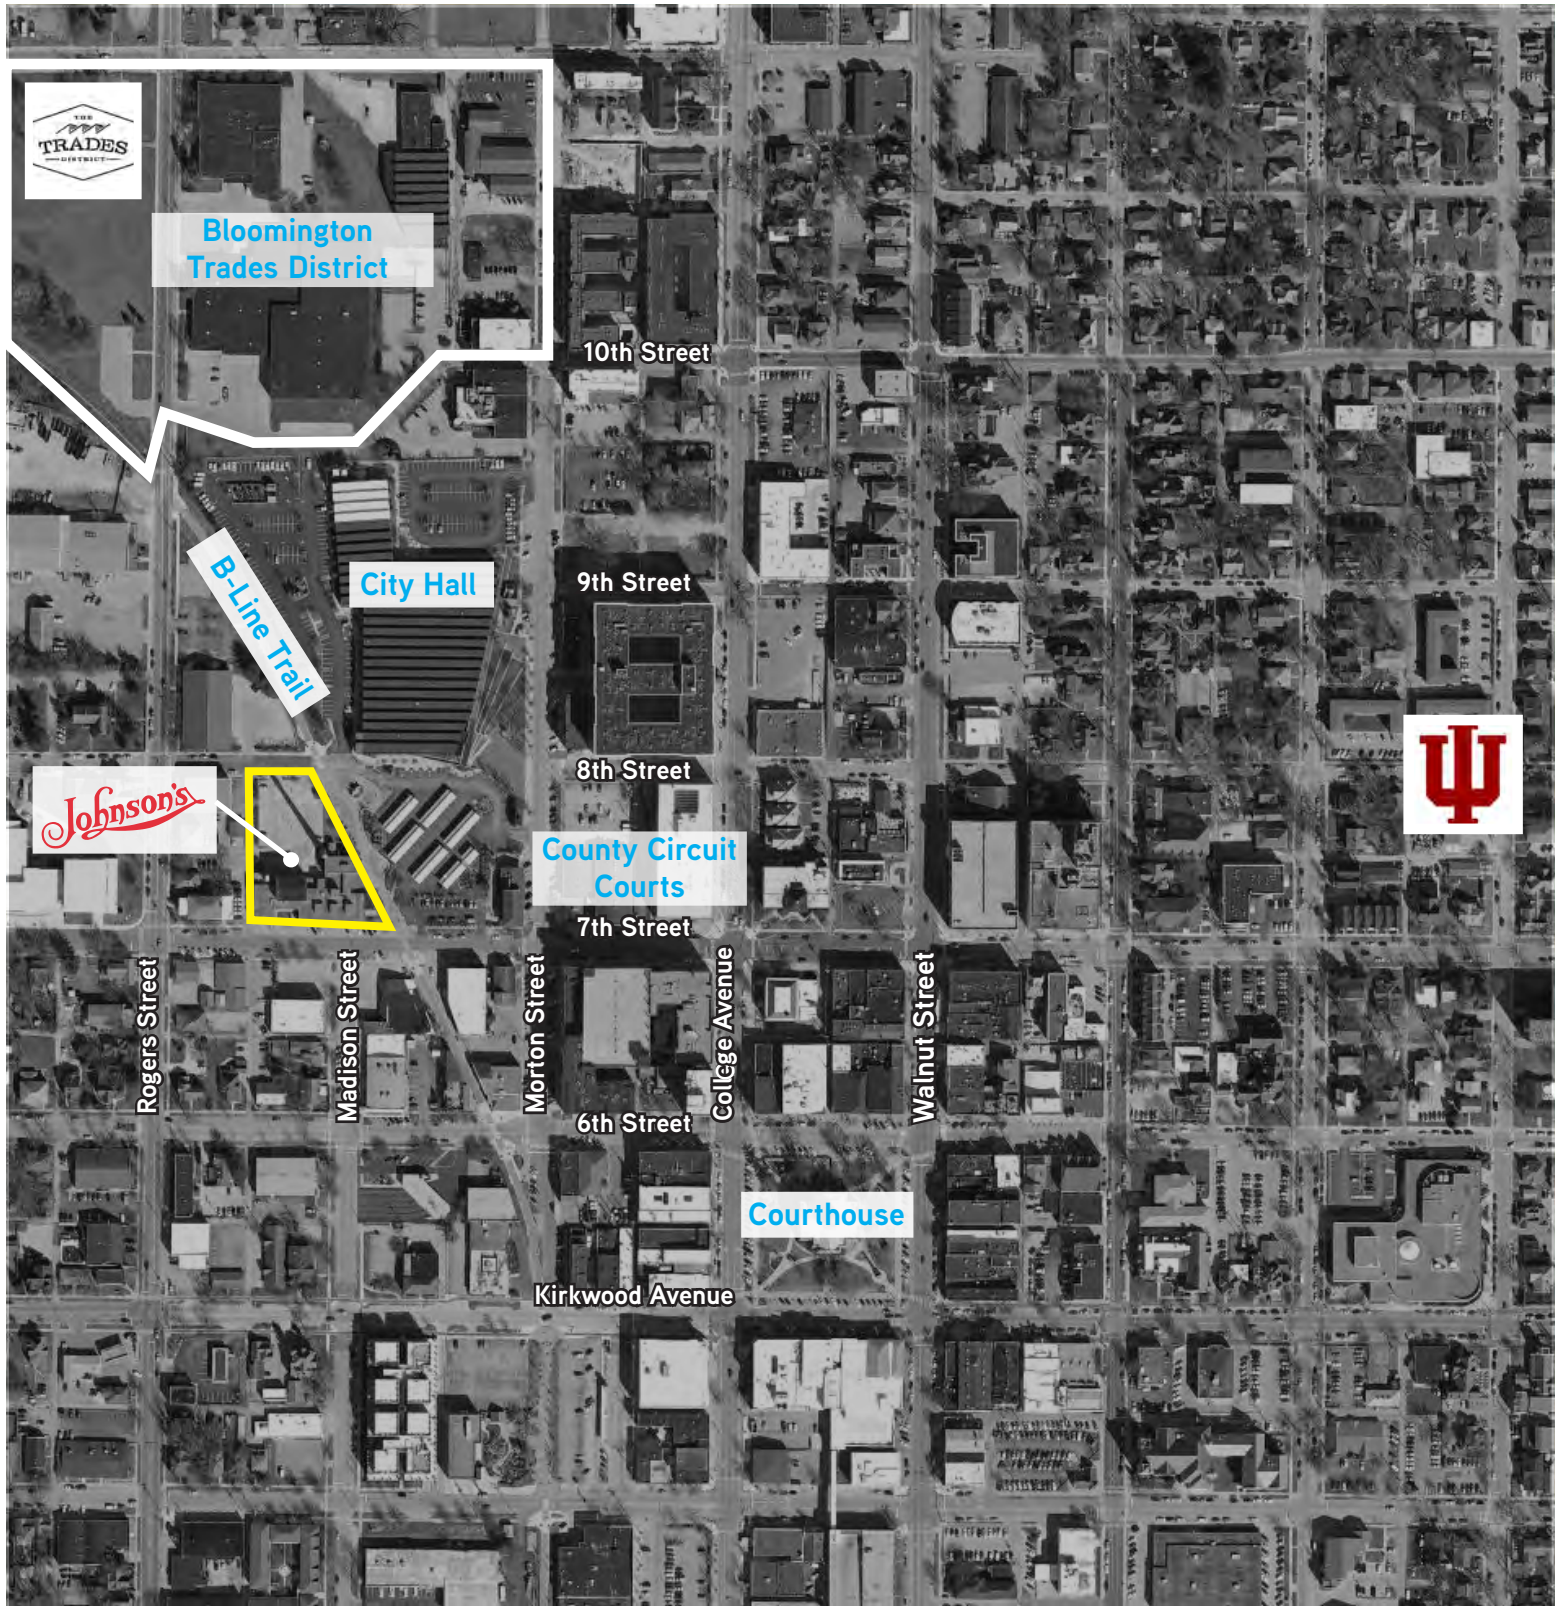 THE
TRADES
DISTRICT
Bloomington
Trades District
10th Street
B-Line Trail
City Hall
9th Street
8th Street
Johnson's
County Circuit
Courts
7th Street
Rogers Street
Madison Street
Morton Street
College Avenue
Walnut Street
6th Street
Courthouse
Kirkwood Avenue
IU